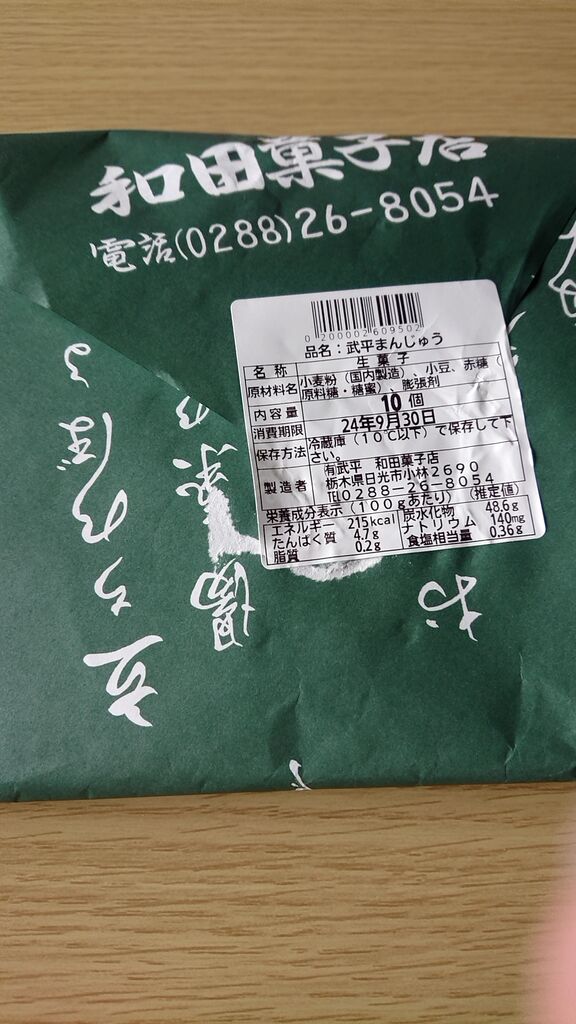 和田菓子店
電話(0288)26-8054
0 200002 609502
品名：武平まんじゅう
名称 生菓子
原材料名 小麦粉（国内製造）、小豆、赤糖（
原料糖・糖蜜）、膨張剤
内容量 10個
消費期限 24年9月30日
保存方法 冷蔵庫（10℃以下）で保存して下
さい。
製造者 (有)武平 和田菓子店
栃木県日光市小林2690
TEL0288-26-8054
栄養成分表示（100gあたり）（推定値）
エネルギー 215kcal 炭水化物 48.6g
たんぱく質 4.7g ナトリウム 140mg
脂質 0.2g 食塩相当量 0.36g